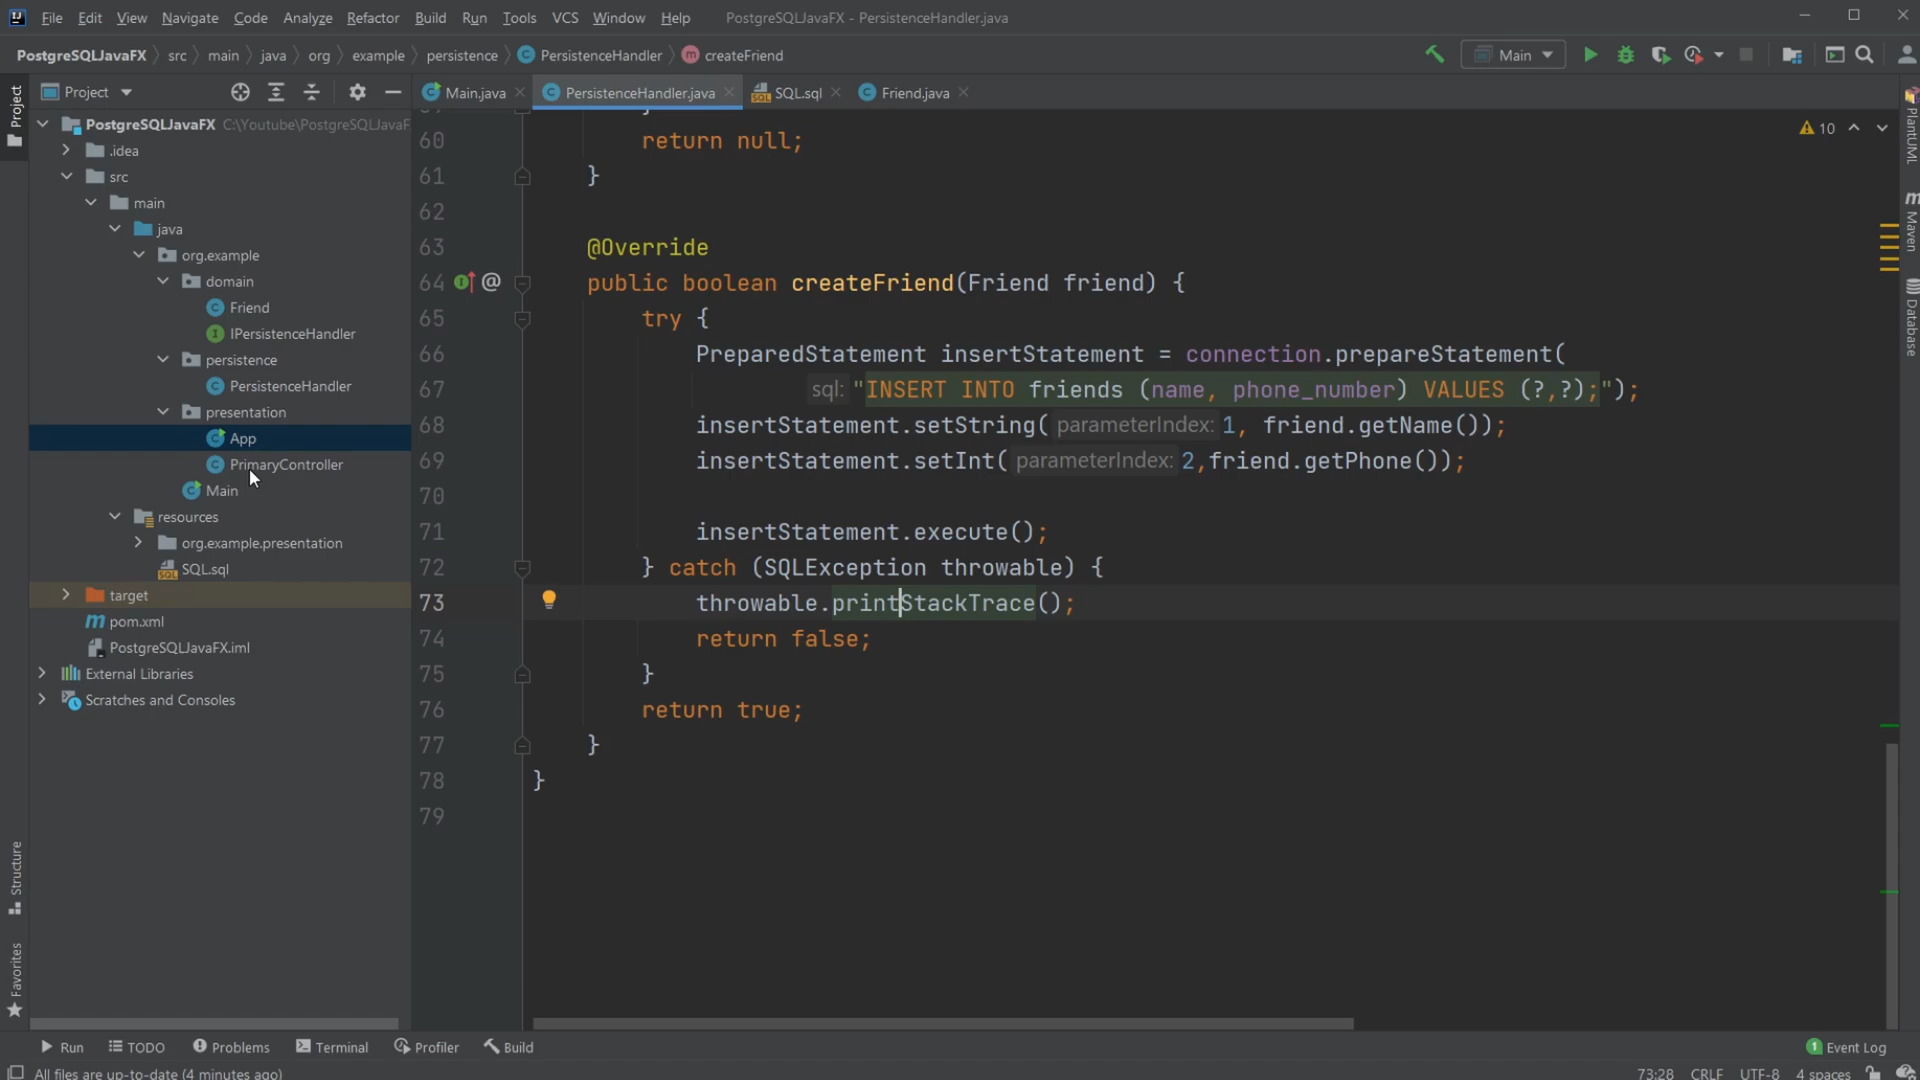 File Edit View Navigate Code Analyze Refactor Build Run Tools VCS Window Help PostgreSQLJavaFX - PersistenceHandler.java
PostgreSQLJavaFX src main java org example persistence PersistenceHandler createFriend Main
Project Main.java PersistenceHandler.java SQL.sql Friend.java
Project
PostgreSQLJavaFX C:\Youtube\PostgreSQLJavaF
.idea
src
main
java
org.example
domain
Friend
IPersistenceHandler
persistence
PersistenceHandler
presentation
App
PrimaryController
Main
resources
org.example.presentation
SQL.sql
target
pom.xml
PostgreSQLJavaFX.iml
External Libraries
Scratches and Consoles
Structure
Favorites
10
60 return null;
61 }
62
63 @Override
64 @ public boolean createFriend(Friend friend) {
65 try {
66 PreparedStatement insertStatement = connection.prepareStatement(
67 sql: "INSERT INTO friends (name, phone_number) VALUES (?,?);");
68 insertStatement.setString( parameterIndex: 1, friend.getName());
69 insertStatement.setInt( parameterIndex: 2,friend.getPhone());
70
71 insertStatement.execute();
72 } catch (SQLException throwable) {
73 throwable.printStackTrace();
74 return false;
75 }
76 return true;
77 }
78 }
79
PlantUML
Maven
Database
Run TODO Problems Terminal Profiler Build 1 Event Log
All files are up-to-date (4 minutes ago) 73:28 CRLF UTF-8 4 spaces